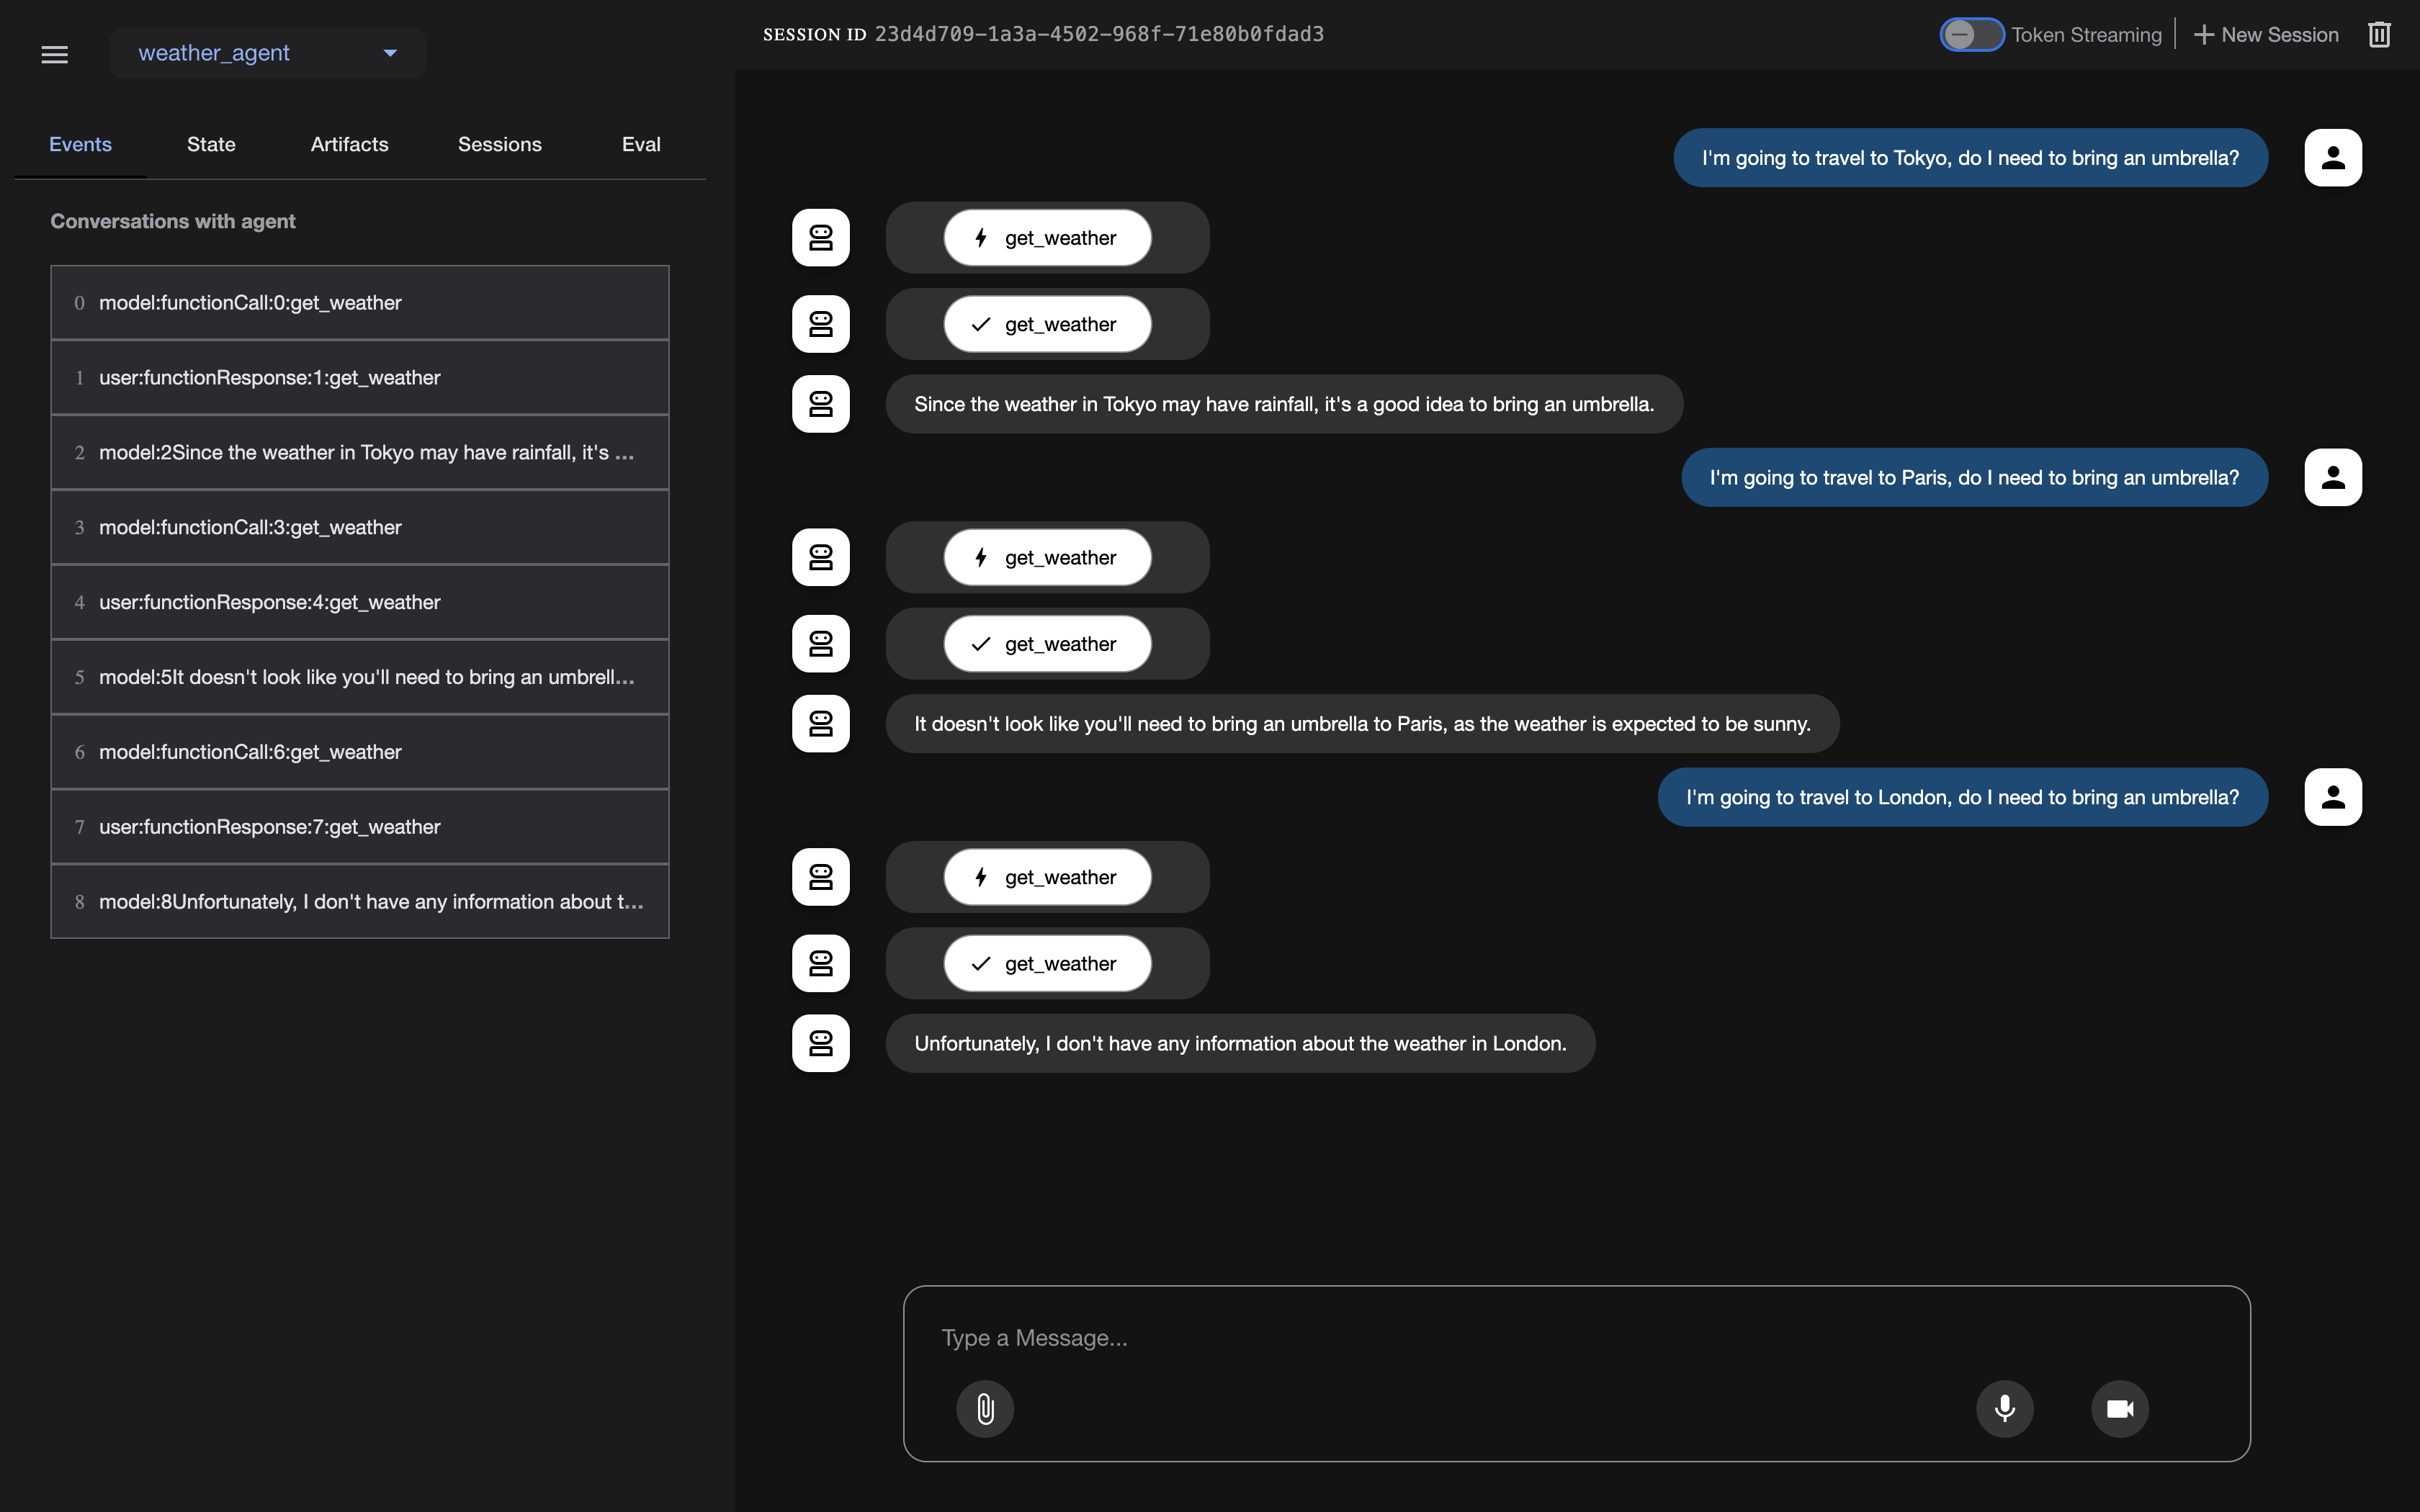 weather_agent
SESSION ID 23d4d709-1a3a-4502-968f-71e80b0fdad3
Token Streaming
New Session
Events State Artifacts Sessions Eval
Conversations with agent
0 model:functionCall:0:get_weather
1 user:functionResponse:1:get_weather
2 model:2Since the weather in Tokyo may have rainfall, it's ...
3 model:functionCall:3:get_weather
4 user:functionResponse:4:get_weather
5 model:5It doesn't look like you'll need to bring an umbrell...
6 model:functionCall:6:get_weather
7 user:functionResponse:7:get_weather
8 model:8Unfortunately, I don't have any information about t...
I'm going to travel to Tokyo, do I need to bring an umbrella?
get_weather
get_weather
Since the weather in Tokyo may have rainfall, it's a good idea to bring an umbrella.
I'm going to travel to Paris, do I need to bring an umbrella?
get_weather
get_weather
It doesn't look like you'll need to bring an umbrella to Paris, as the weather is expected to be sunny.
I'm going to travel to London, do I need to bring an umbrella?
get_weather
get_weather
Unfortunately, I don't have any information about the weather in London.
Type a Message...